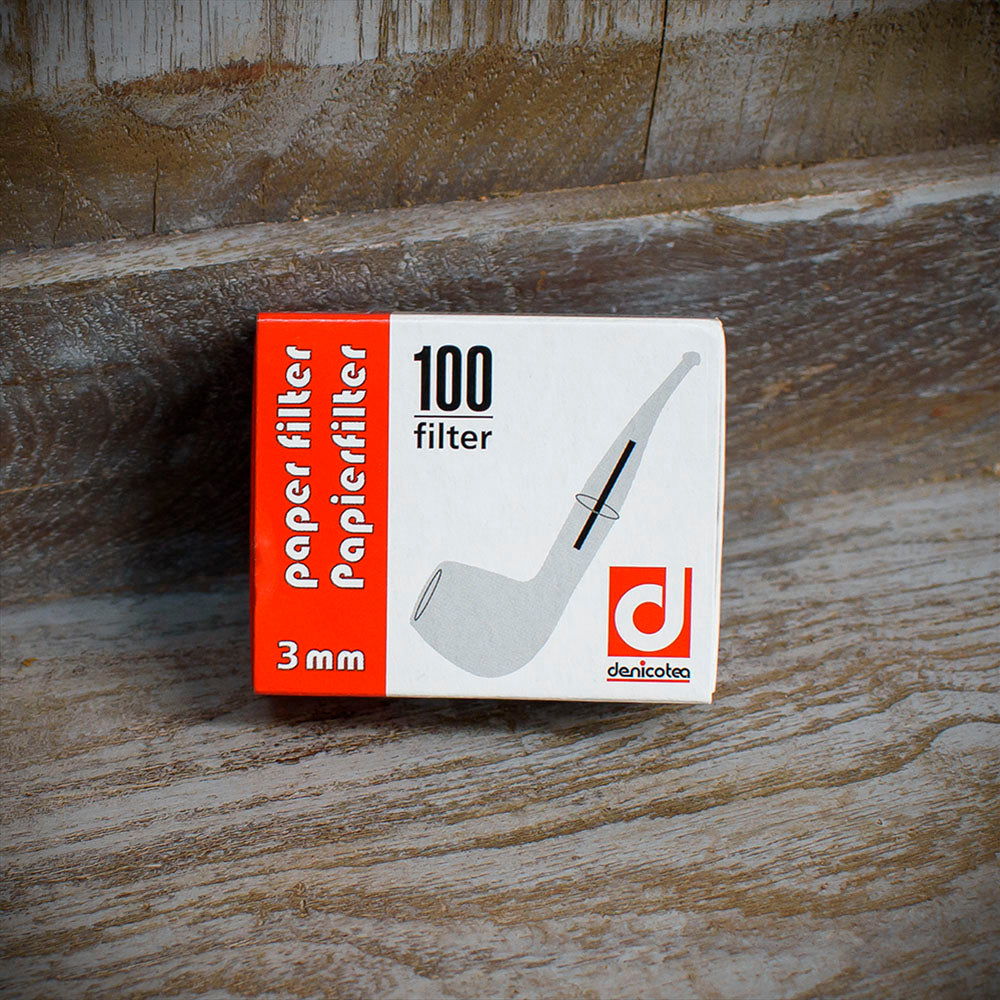 paper filter
Papierfilter
3 mm
100
filter
d
denicotea